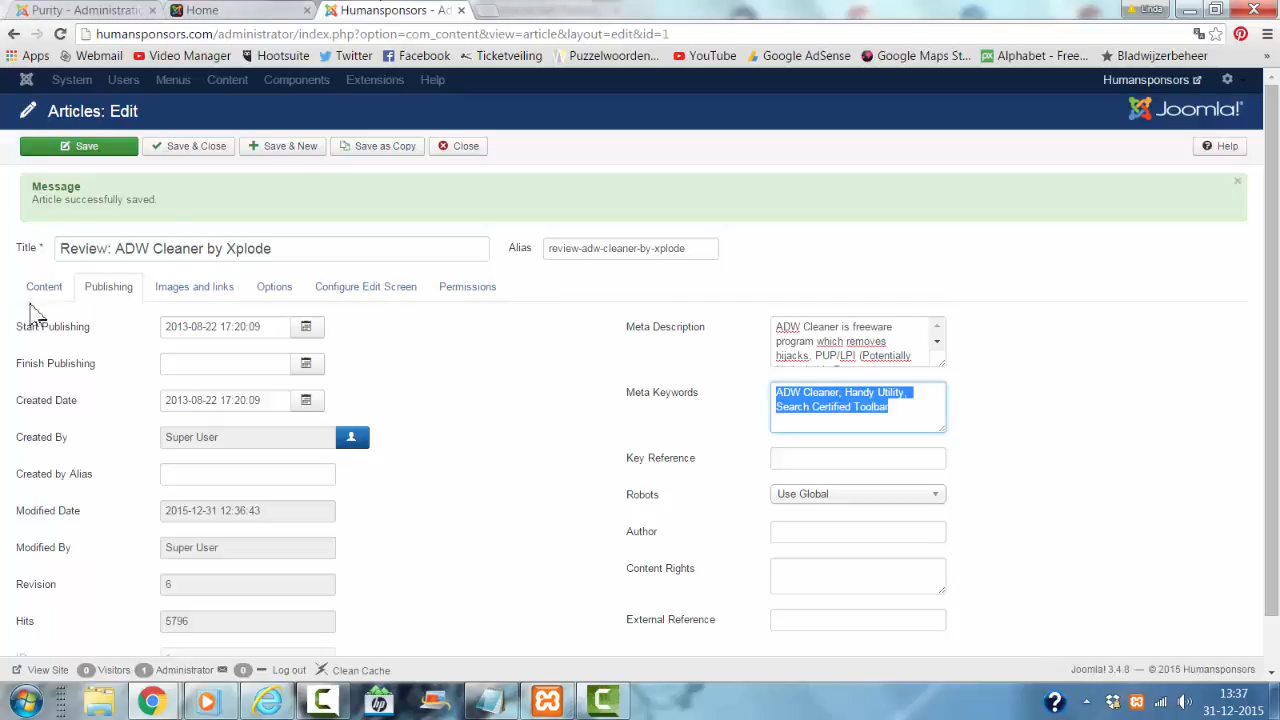 Purity - Administratio
Home
Humansponsors - Ad
Linda
humansponsors.com/administrator/index.php?option=com_content&view=article&layout=edit&id=1
Apps
Webmail
Video Manager
Hootsuite
Twitter
Facebook
Ticketveiling
Puzzelwoorden...
YouTube
Google AdSense
Google Maps St...
Alphabet - Free...
Bladwijzerbeheer
»
System
Users
Menus
Content
Components
Extensions
Help
Humansponsors
Articles: Edit
Joomla!®
Save
Save & Close
Save & New
Save as Copy
Close
Help
Message
Article successfully saved.
×
Title *
Review: ADW Cleaner by Xplode
Alias
review-adw-cleaner-by-xplode
Content
Publishing
Images and links
Options
Configure Edit Screen
Permissions
Start Publishing
2013-08-22 17:20:09
Finish Publishing
Created Date
2013-08-22 17:20:09
Created By
Super User
Created by Alias
Modified Date
2015-12-31 12:36:43
Modified By
Super User
Revision
6
Hits
5796
Meta Description
ADW Cleaner is freeware
program which removes
hijacks, PUP/LPI (Potentially
Meta Keywords
ADW Cleaner, Handy Utility,
Search Certified Toolbar
Key Reference
Robots
Use Global
Author
Content Rights
External Reference
View Site
0 Visitors
1 Administrator
0
Log out
Clean Cache
Joomla! 3.4.8 — © 2015 Humansponsors
13:37
31-12-2015